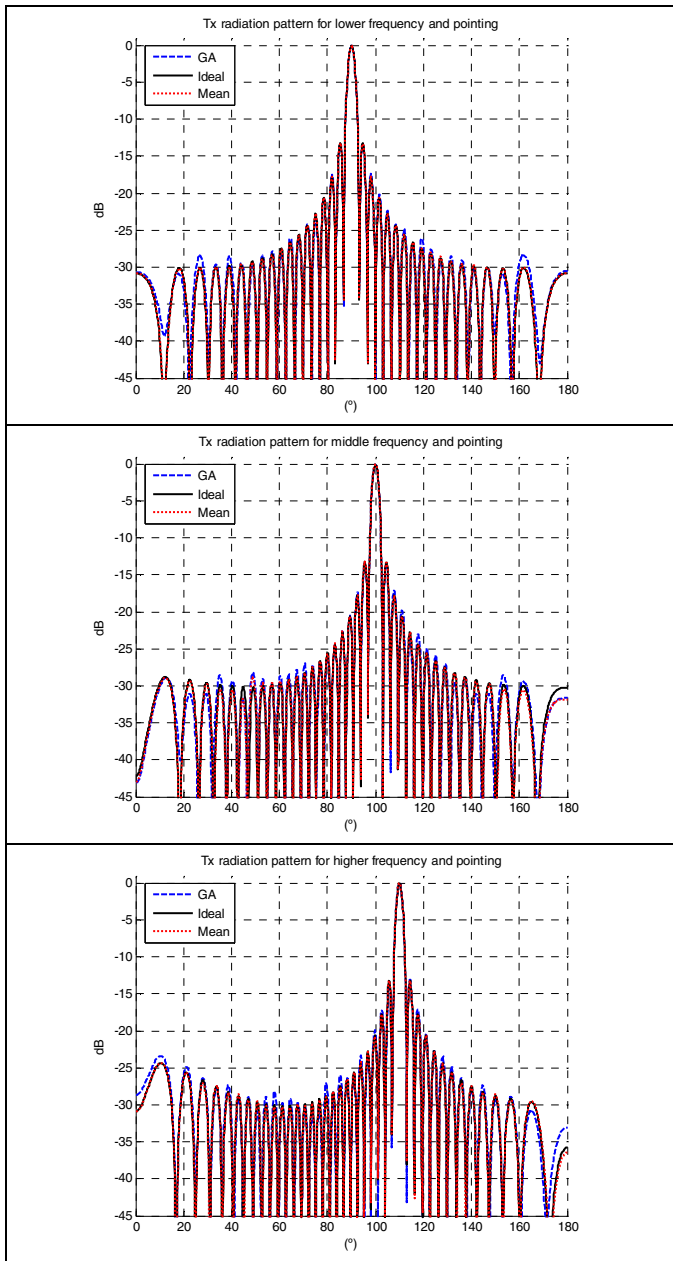 Tx radiation pattern for lower frequency and pointing
0
-5
-10
-15
-20
-25
-30
-35
-40
-45
dB
GA
Ideal
Mean
0 20 40 60 80 100 120 140 160 180
(º)
Tx radiation pattern for middle frequency and pointing
0
-5
-10
-15
-20
-25
-30
-35
-40
-45
dB
GA
Ideal
Mean
0 20 40 60 80 100 120 140 160 180
(º)
Tx radiation pattern for higher frequency and pointing
0
-5
-10
-15
-20
-25
-30
-35
-40
-45
dB
GA
Ideal
Mean
0 20 40 60 80 100 120 140 160 180
(º)